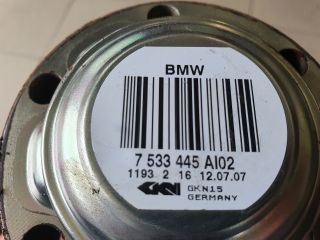 BMW
7 533 445 AI02
1193 2 16 12.07.07
GKN GKN15
GERMANY